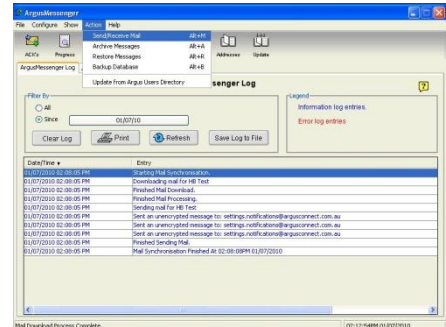 ArgusMessenger
File Configure Show Action Help
Send/Receive Mail Alt+M
Archive Messages Alt+A
Restore Messages Alt+R
Backup Database Alt+B
Update from Argus Users Directory
ACKs Progress Addresses Update
ArgusMessenger Log
senger Log
Filter By
All
Since 01/07/10
Clear Log Print Refresh Save Log to File
Legend
Information log entries.
Error log entries
Date/Time Entry
01/07/2010 02:08:05 PM Starting Mail Synchronisation.
01/07/2010 02:08:05 PM Downloading mail for HB Test
01/07/2010 02:08:05 PM Finished Mail Download.
01/07/2010 02:08:05 PM Finished Mail Processing.
01/07/2010 02:08:05 PM Sending mail for HB Test
01/07/2010 02:08:05 PM Sent an unencrypted message to: settings.notifications@argusconnect.com.au
01/07/2010 02:08:05 PM Sent an unencrypted message to: settings.notifications@argusconnect.com.au
01/07/2010 02:08:05 PM Sent an unencrypted message to: settings.notifications@argusconnect.com.au
01/07/2010 02:08:05 PM Finished Sending Mail.
01/07/2010 02:08:05 PM Mail Synchronisation Finished At 02:08:08PM 01/07/2010
Mail Download Process Complete. 02:12:54PM 01/07/2010